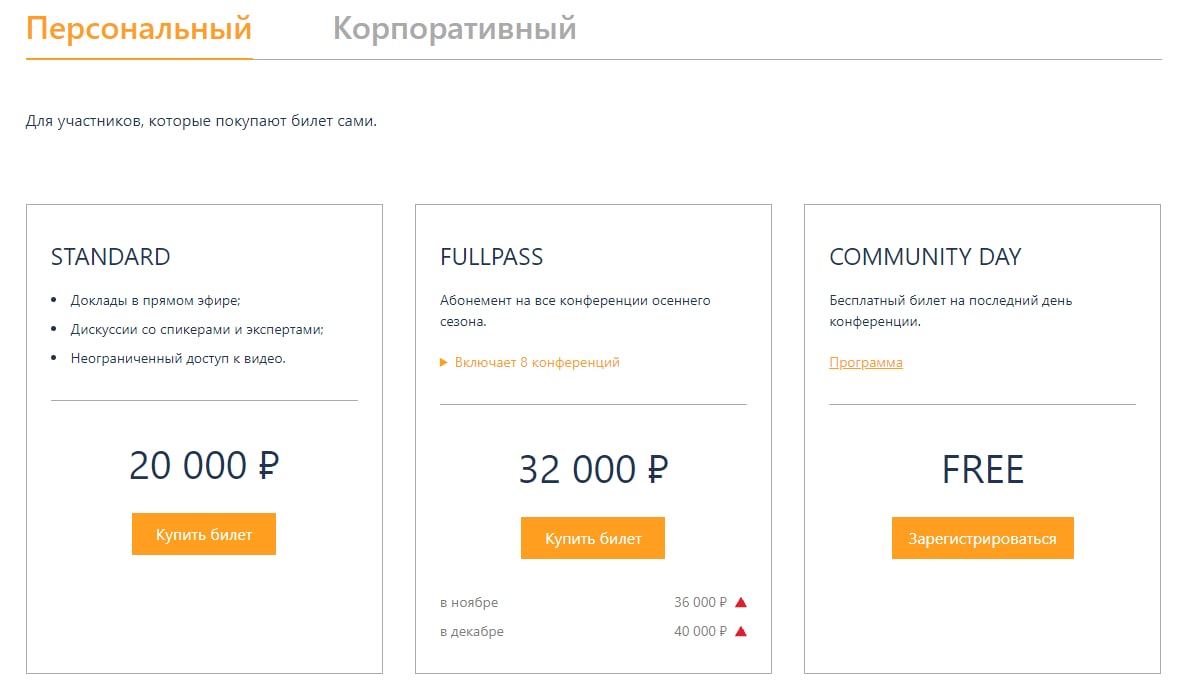 Персональный Корпоративный
Для участников, которые покупают билет сами.
STANDARD
• Доклады в прямом эфире;
• Дискуссии со спикерами и экспертами;
• Неограниченный доступ к видео.
20 000 ₽
Купить билет
FULLPASS
Абонемент на все конференции осеннего
сезона.
▶ Включает 8 конференций
32 000 ₽
Купить билет
в ноябре 36 000 ₽ ▲
в декабре 40 000 ₽ ▲
COMMUNITY DAY
Бесплатный билет на последний день
конференции.
Программа
FREE
Зарегистрироваться